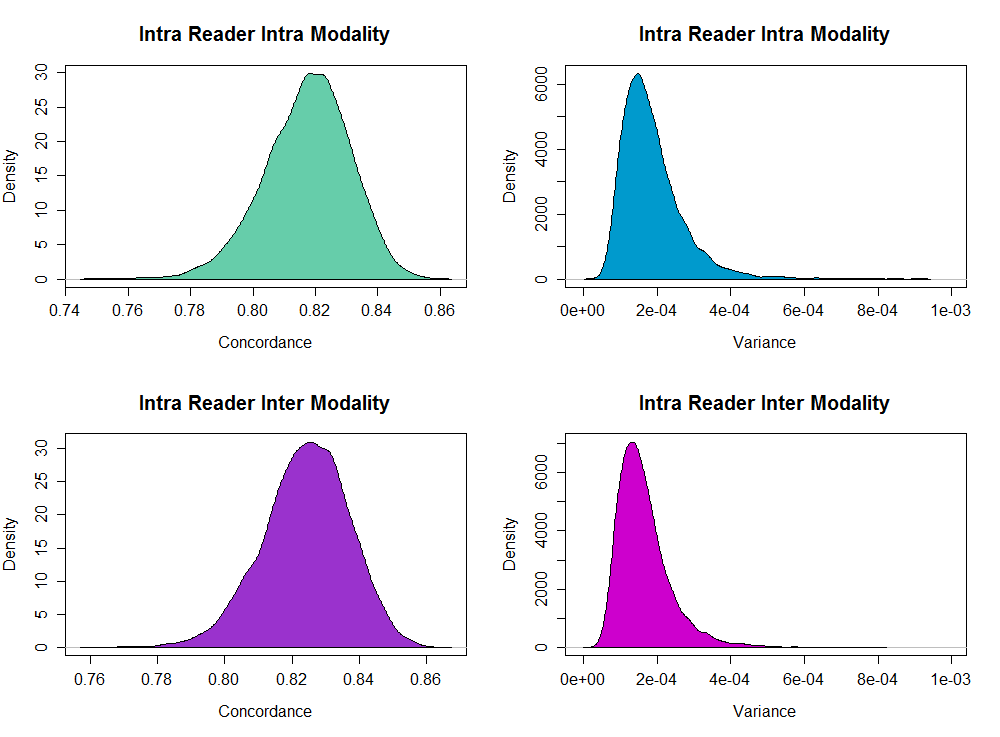 Intra Reader Intra Modality
Density
0 5 10 15 20 25 30
0.74 0.76 0.78 0.80 0.82 0.84 0.86
Concordance
Intra Reader Intra Modality
Density
0 2000 4000 6000
0e+00 2e-04 4e-04 6e-04 8e-04 1e-03
Variance
Intra Reader Inter Modality
Density
0 5 10 15 20 25 30
0.76 0.78 0.80 0.82 0.84 0.86
Concordance
Intra Reader Inter Modality
Density
0 2000 4000 6000
0e+00 2e-04 4e-04 6e-04 8e-04 1e-03
Variance